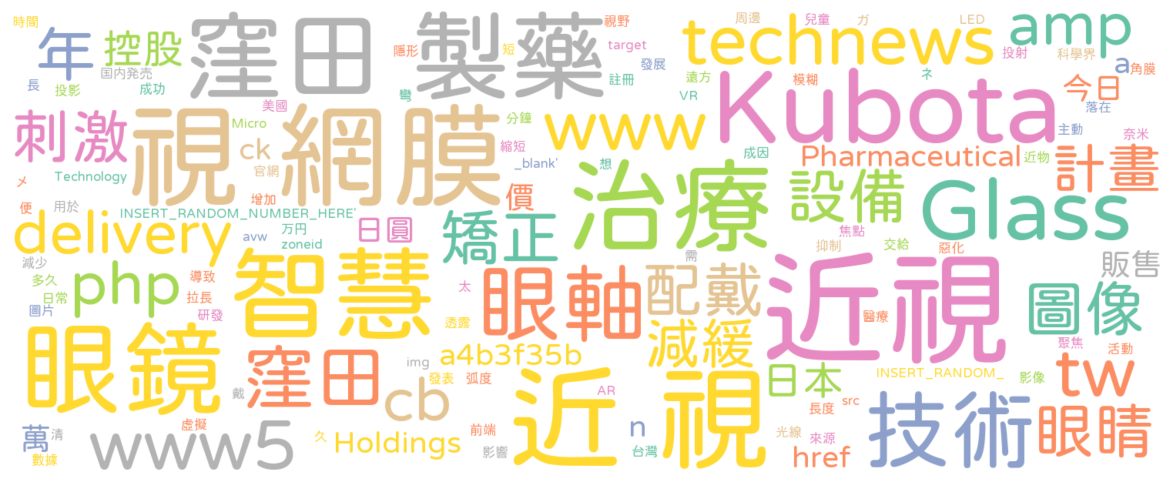 時間
年
控股
国内発売
長
投影
成功
窪田
製藥
隱形
彎
短
視野
target
發展
註冊
technews
周邊
兒童
ガ
LED
投射
amp
科學界
a
角膜
遠方
VR
模糊
ネ
今日
落在
刺激
視網膜
美國
Micro
ck
官網
縮短
分鐘
_blank'
www
想
成因
Kubota
主動
奈米
Pharmaceutical
近物
計畫
メ
Technology
增加
便
用於
INSERT_RANDOM_NUMBER_HERE'
價
治療
設備
Glass
delivery
avw
万円
zoneid
日圓
矯正
焦點
抑制
交給
惡化
減少
多久
日常
圖片
php
導致
拉長
研發
智慧
太
眼軸
需
配戴
近視
醫療
販售
圖像
眼鏡
窪田
img
a4b3f35b
透露
發表
弧度
減緩
聚焦
活動
戴
cb
近視
AR
日本
INSERT_RANDOM_
影像
tw
長度
src
萬
清
數據
www5
虛擬
久
Holdings
前端
影響
n
台灣
光線
來源
href
技術
眼睛